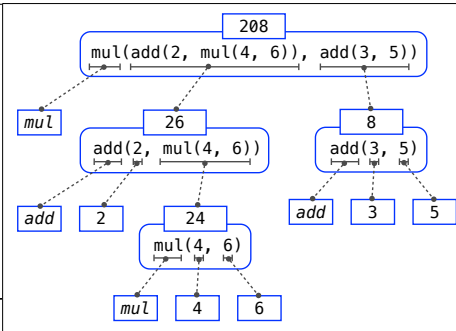 208
mul(add(2, mul(4, 6)), add(3, 5))
mul
26
8
add(2, mul(4, 6))
add(3, 5)
add
2
24
add
3
5
mul(4, 6)
mul
4
6